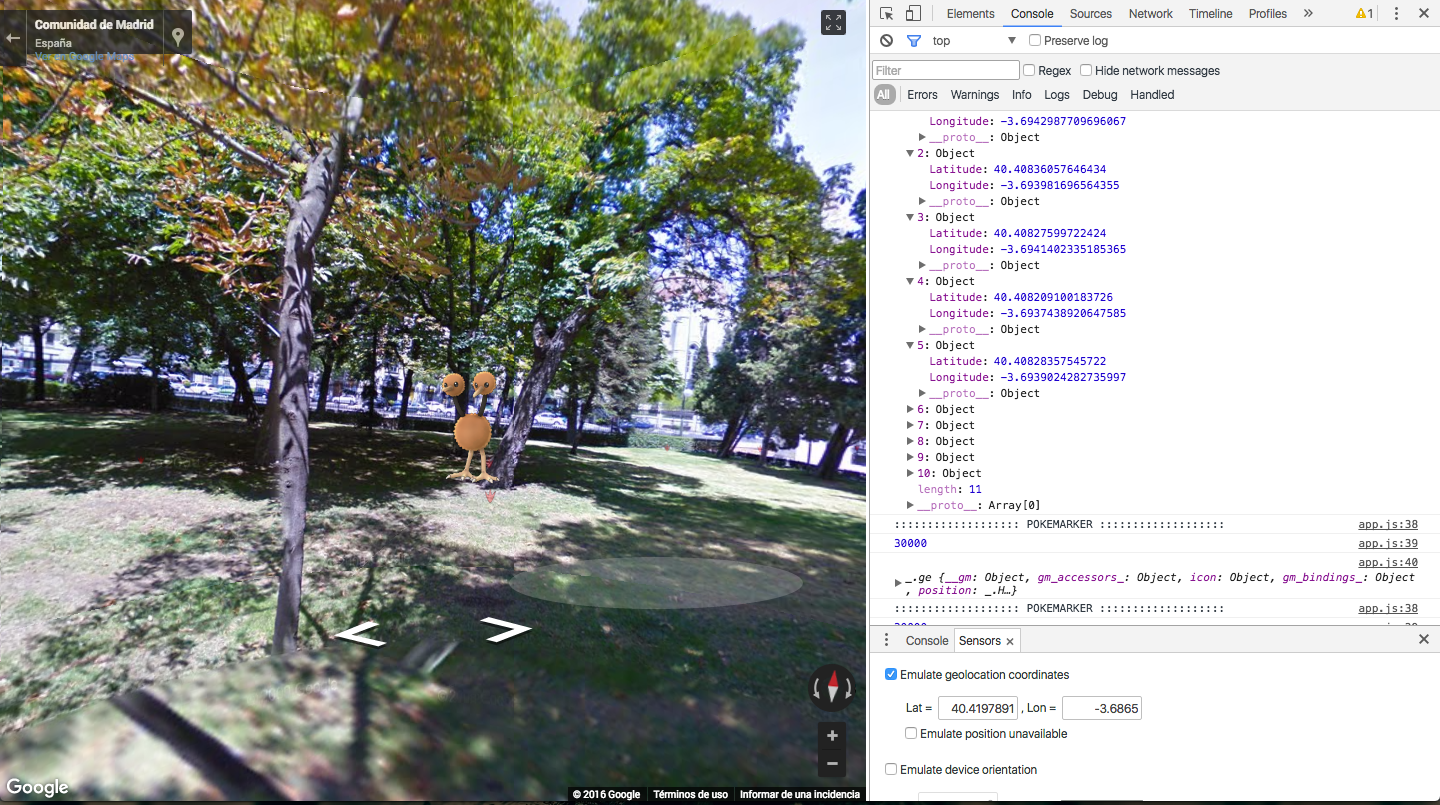 Comunidad de Madrid
España
Ver en Google Maps
Google
© 2016 Google Términos de uso Informar de una incidencia
Elements Console Sources Network Timeline Profiles » 1
top Preserve log
Filter Regex Hide network messages
All Errors Warnings Info Logs Debug Handled
Longitude: -3.6942987709696067
__proto__: Object
2: Object
Latitude: 40.40836057646434
Longitude: -3.693981696564355
__proto__: Object
3: Object
Latitude: 40.40827599722424
Longitude: -3.6941402335185365
__proto__: Object
4: Object
Latitude: 40.408209100183726
Longitude: -3.6937438920647585
__proto__: Object
5: Object
Latitude: 40.40828357545722
Longitude: -3.6939024282735997
__proto__: Object
6: Object
7: Object
8: Object
9: Object
10: Object
length: 11
__proto__: Array[0]
::::::::::::::::::: POKEMARKER ::::::::::::::::::: app.js:38
30000 app.js:39
app.js:40
_.ge {__gm: Object, gm_accessors_: Object, icon: Object, gm_bindings_: Object
, position: _.H…}
::::::::::::::::::: POKEMARKER ::::::::::::::::::: app.js:38
Console Sensors
Emulate geolocation coordinates
Lat = 40.4197891 , Lon = -3.6865
Emulate position unavailable
Emulate device orientation